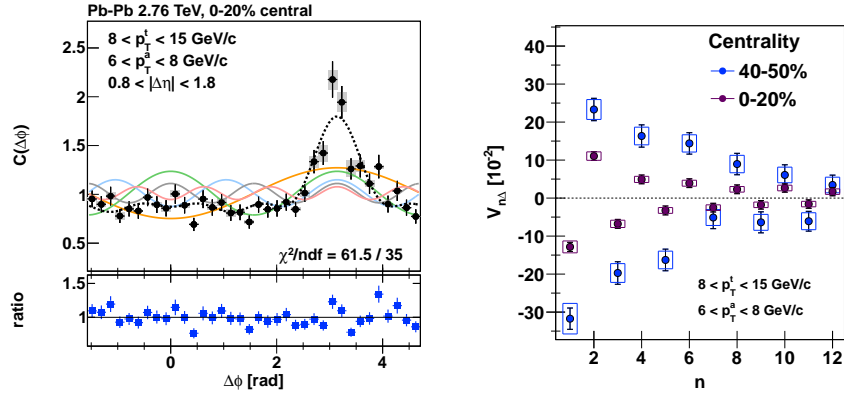 Pb-Pb 2.76 TeV, 0-20% central
8 < p_T^t < 15 GeV/c
6 < p_T^a < 8 GeV/c
0.8 < |Δη| < 1.8
C(Δϕ)
2.5
2
1.5
1
0.5
χ²/ndf = 61.5 / 35
ratio
1.5
1
0
2
4
Δϕ [rad]
Centrality
40-50%
0-20%
V_nΔ [10^-2]
40
30
20
10
0
-10
-20
-30
8 < p_T^t < 15 GeV/c
6 < p_T^a < 8 GeV/c
2
4
6
8
10
12
n